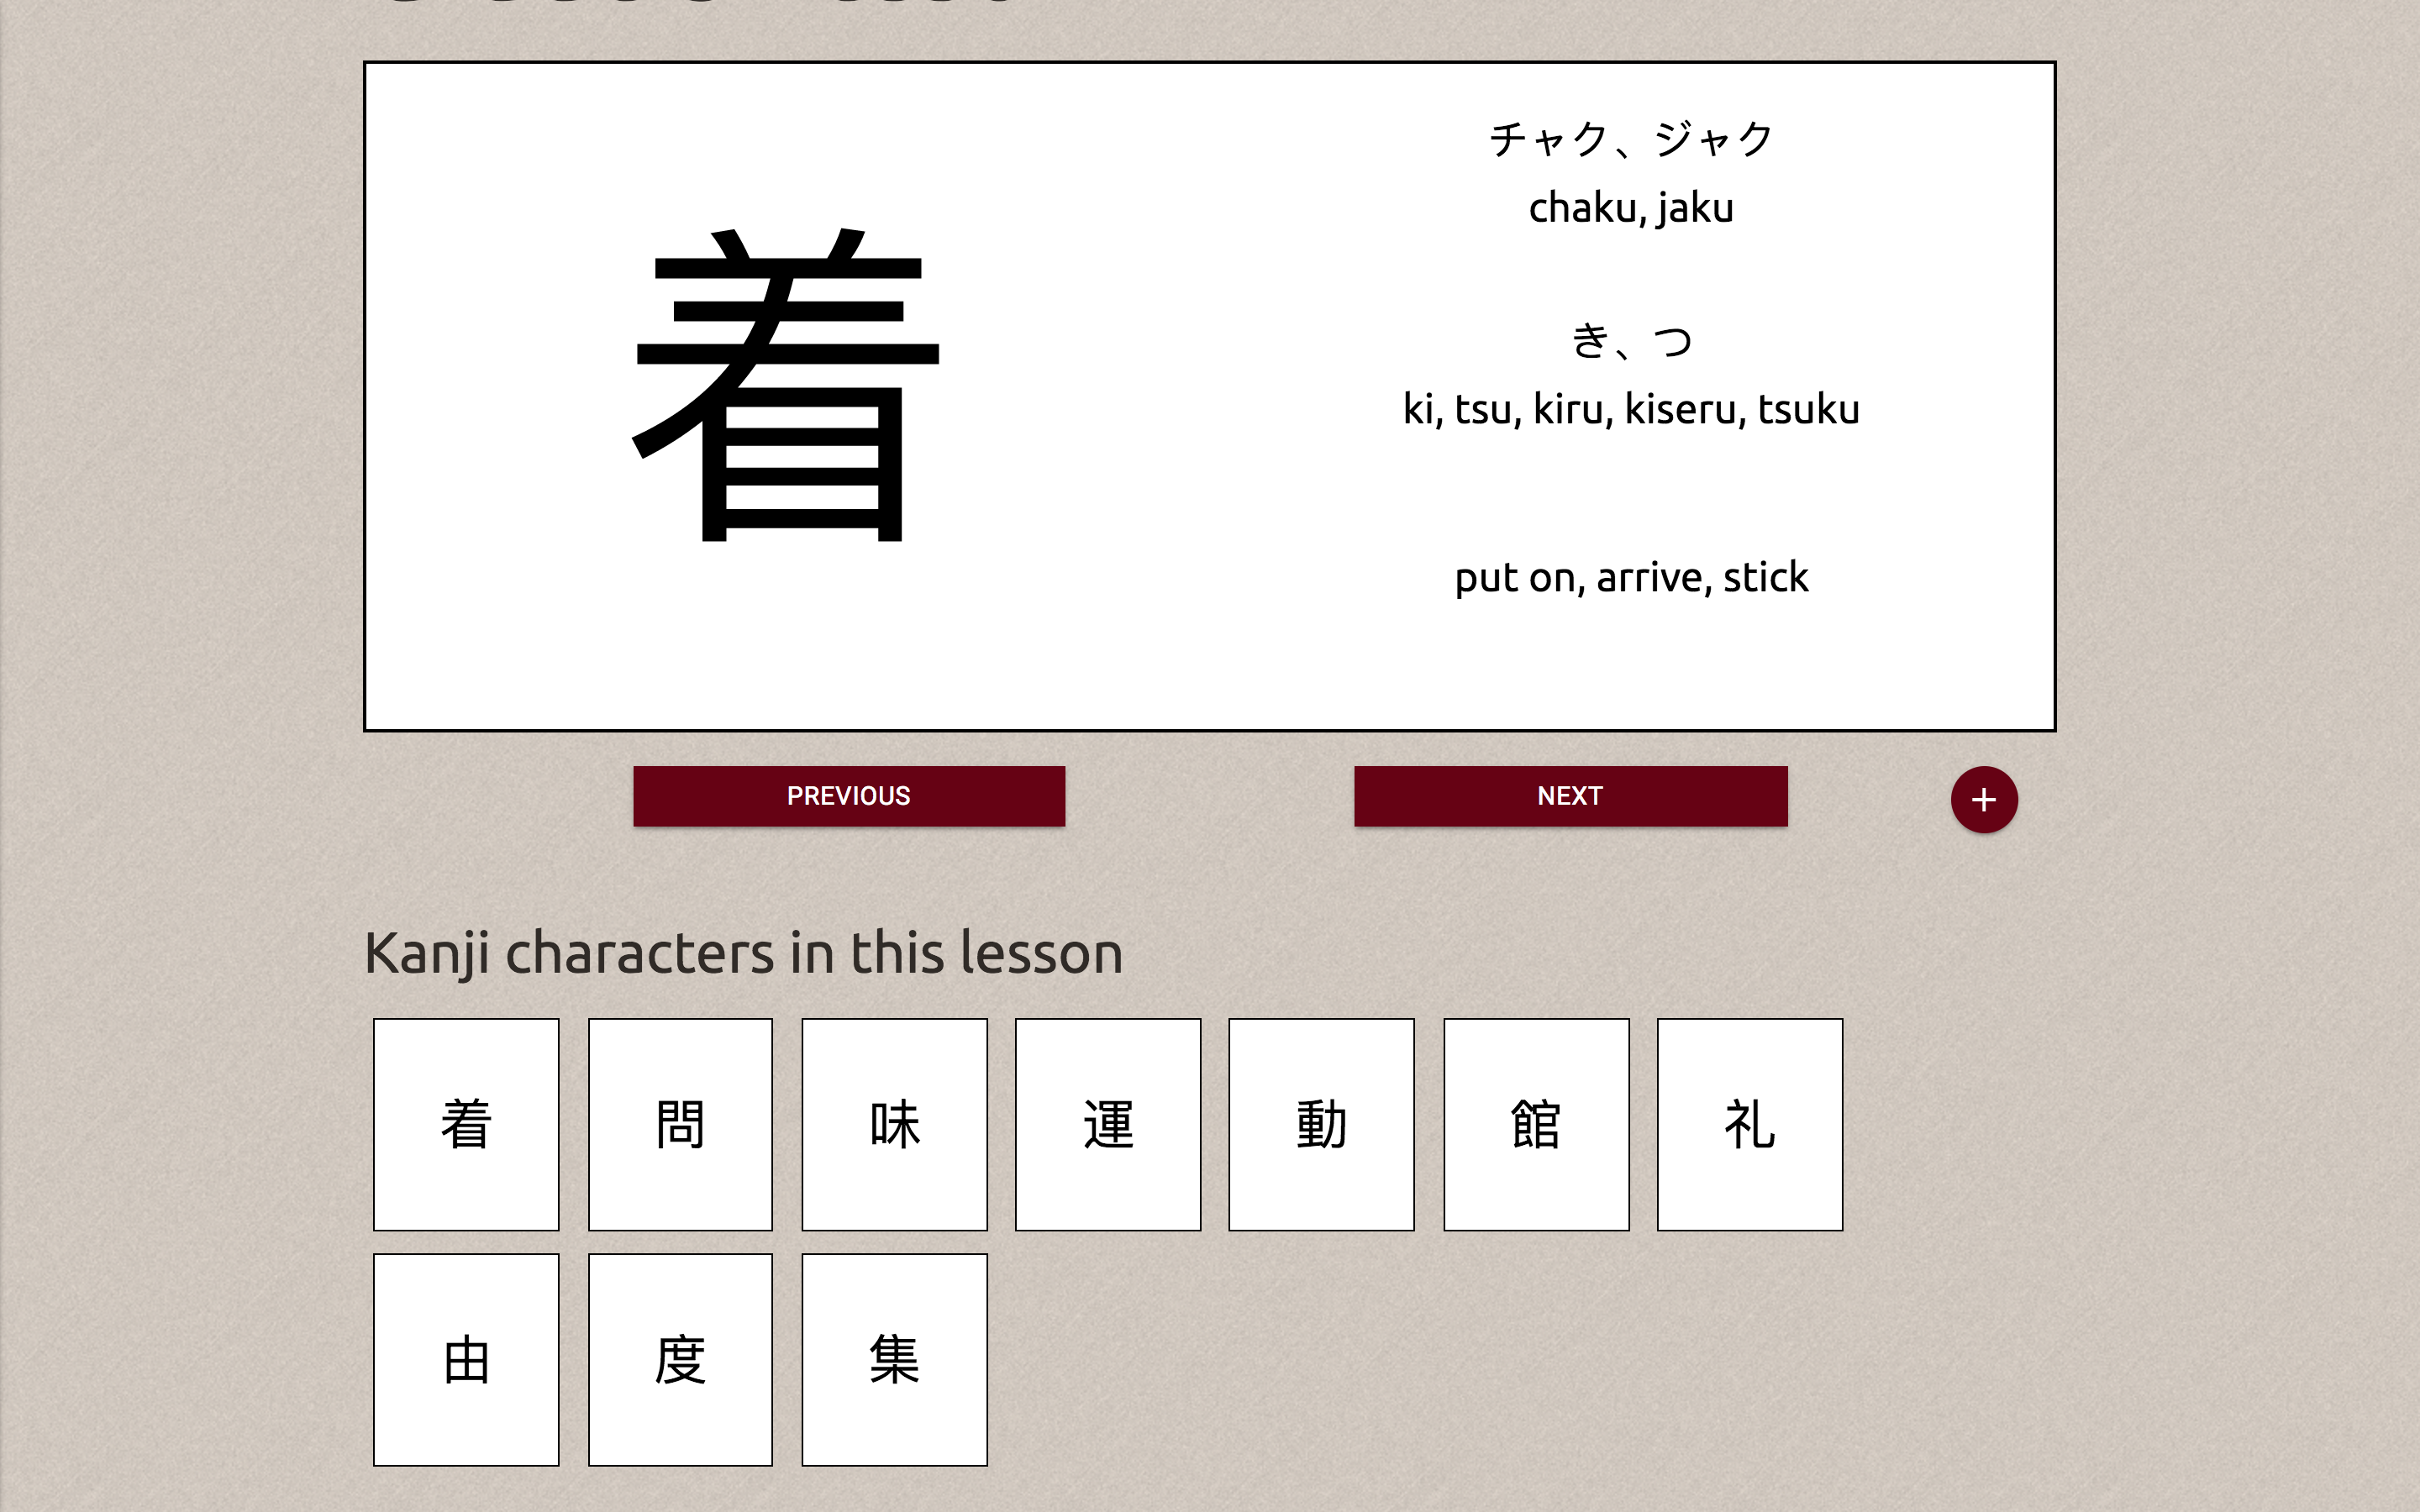 着
チャク、ジャク
chaku, jaku
き、つ
ki, tsu, kiru, kiseru, tsuku
put on, arrive, stick
PREVIOUS
NEXT
+
Kanji characters in this lesson
着 問 味 運 動 館 礼
由 度 集